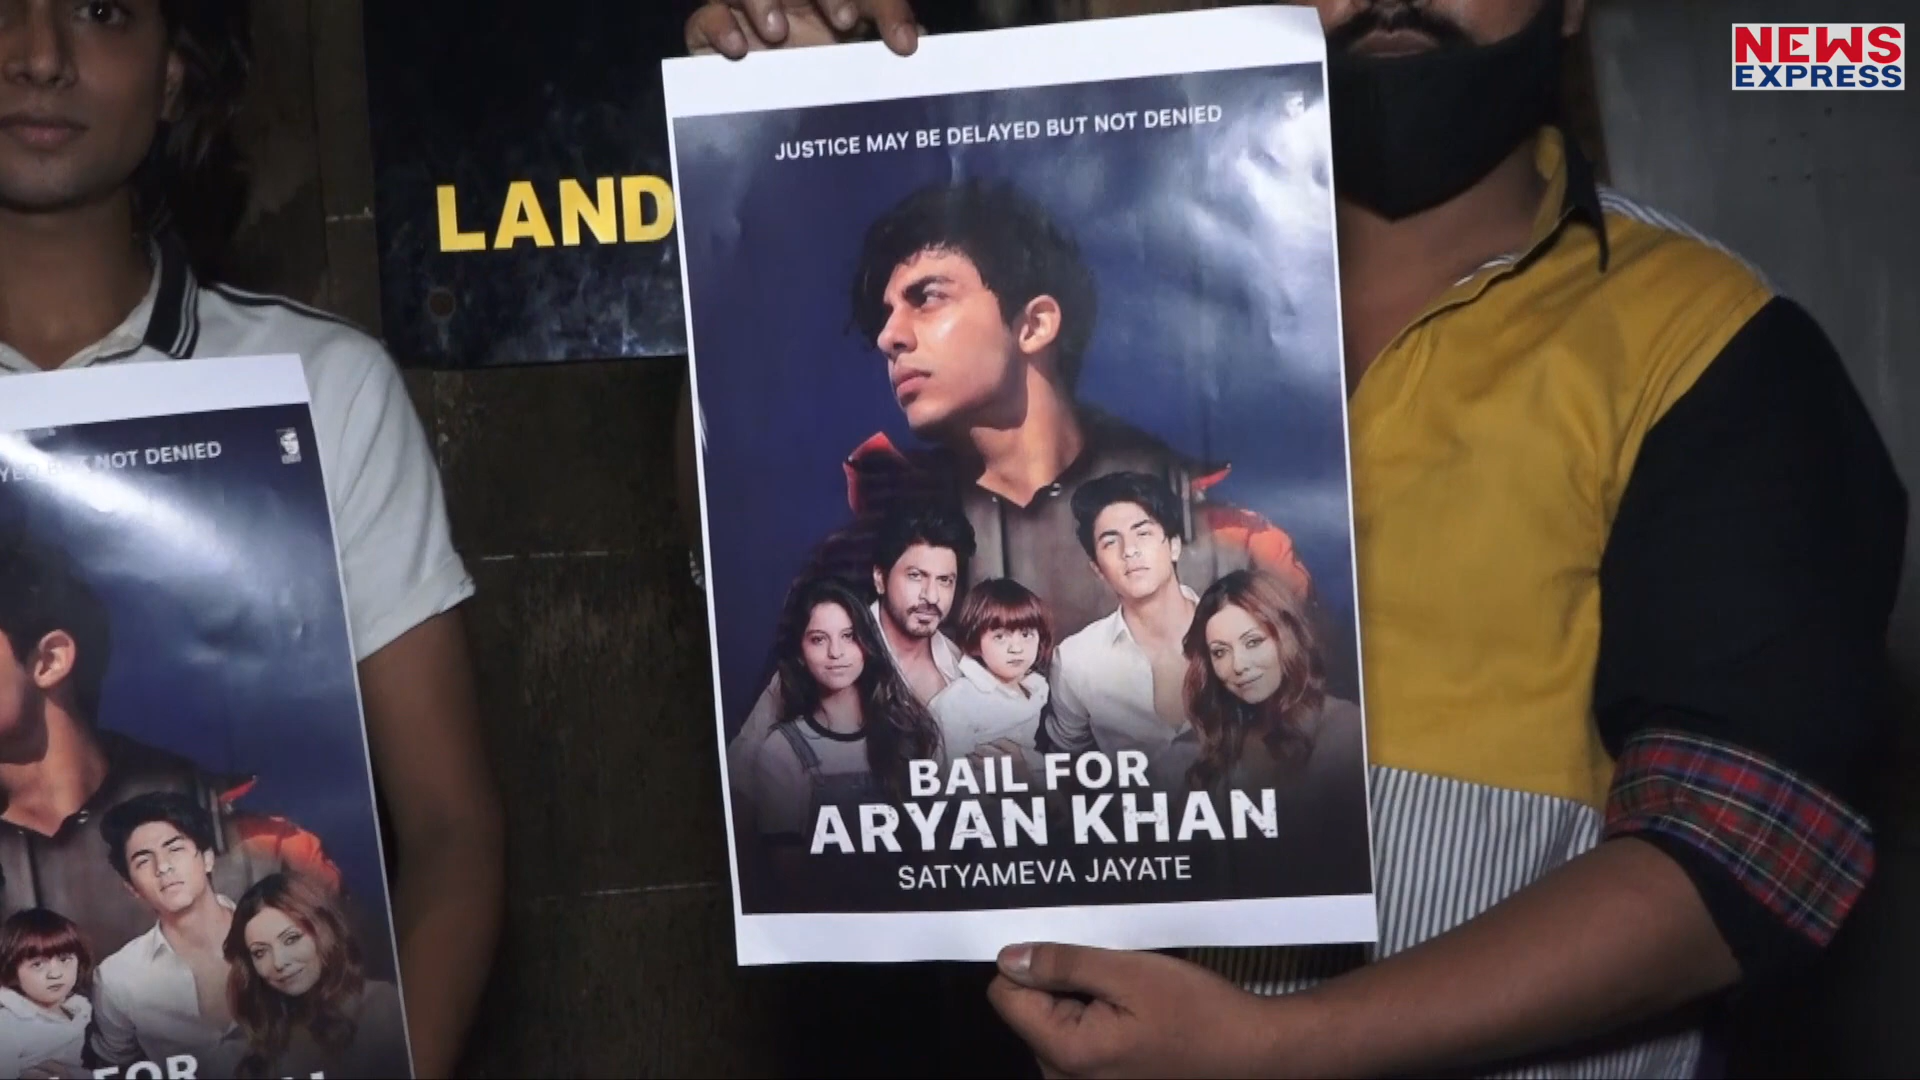 NEWS
EXPRESS
LAND
JUSTICE MAY BE DELAYED BUT NOT DENIED
BAIL FOR
ARYAN KHAN
SATYAMEVA JAYATE
NOT DENIED
FOR